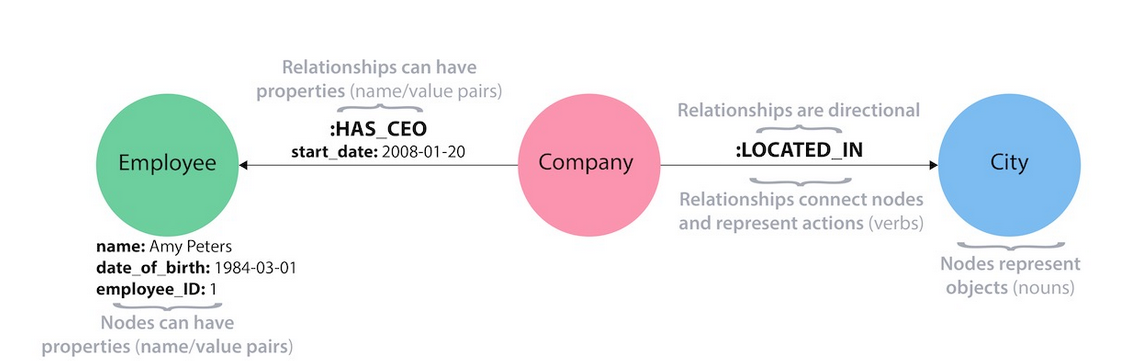 Relationships can have
properties (name/value pairs)
:HAS_CEO
start_date: 2008-01-20
Employee
Company
Relationships are directional
:LOCATED_IN
Relationships connect nodes
and represent actions (verbs)
City
name: Amy Peters
date_of_birth: 1984-03-01
employee_ID: 1
Nodes can have
properties (name/value pairs)
Nodes represent
objects (nouns)